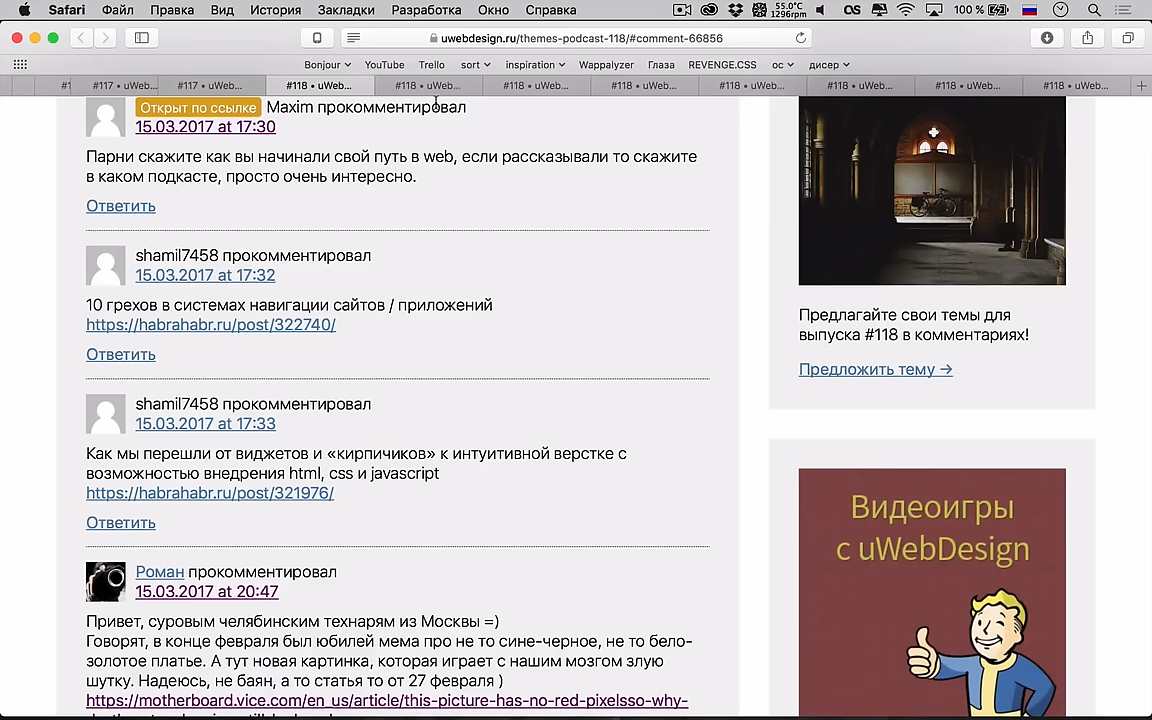 Safari Файл Правка Вид История Закладки Разработка Окно Справка
55.0°C
1296rpm
100 %
uwebdesign.ru/themes-podcast-118/#comment-66856
Bonjour YouTube Trello sort inspiration Wappalyzer Глаза REVENGE.CSS ос дисер
#1 #117 • uWeb... #117 • uWeb... #118 • uWeb... #118 • uWeb... #118 • uWeb... #118 • uWeb... #118 • uWeb... #118 • uWeb... #118 • uWeb... #118 • uWeb...
Открыт по ссылке Maxim прокомментировал
15.03.2017 at 17:30
Парни скажите как вы начинали свой путь в web, если рассказывали то скажите
в каком подкасте, просто очень интересно.
Ответить
shamil7458 прокомментировал
15.03.2017 at 17:32
10 грехов в системах навигации сайтов / приложений
https://habrahabr.ru/post/322740/
Ответить
shamil7458 прокомментировал
15.03.2017 at 17:33
Как мы перешли от виджетов и «кирпичиков» к интуитивной верстке с
возможностью внедрения html, css и javascript
https://habrahabr.ru/post/321976/
Ответить
Роман прокомментировал
15.03.2017 at 20:47
Привет, суровым челябинским технарям из Москвы =)
Говорят, в конце февраля был юбилей мема про не то сине-черное, не то бело-
золотое платье. А тут новая картинка, которая играет с нашим мозгом злую
шутку. Надеюсь, не баян, а то статья то от 27 февраля )
https://motherboard.vice.com/en_us/article/this-picture-has-no-red-pixelsso-why-
Предлагайте свои темы для
выпуска #118 в комментариях!
Предложить тему →
Видеоигры
с uWebDesign